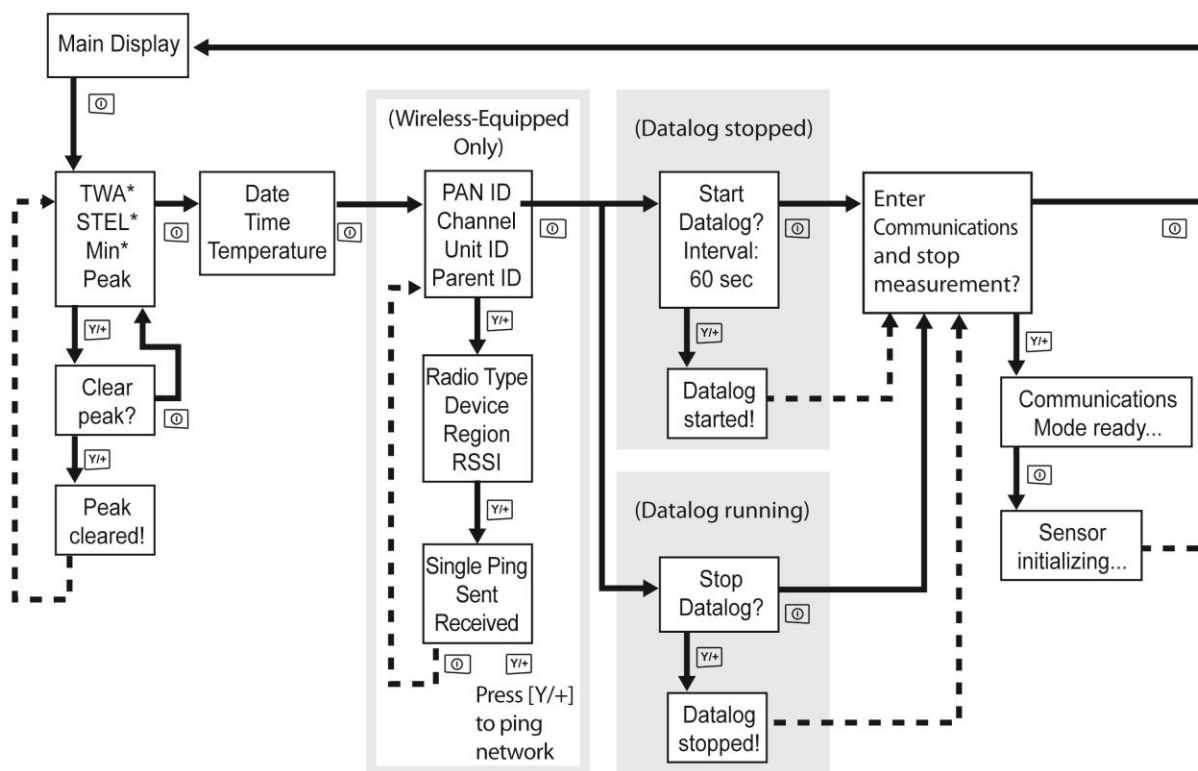 Main Display
TWA*
STEL*
Min*
Peak
Y/+
Clear
peak?
Y/+
Peak
cleared!
Date
Time
Temperature
(Wireless-Equipped
Only)
PAN ID
Channel
Unit ID
Parent ID
Y/+
Radio Type
Device
Region
RSSI
Y/+
Single Ping
Sent
Received
Y/+
Press [Y/+]
to ping
network
(Datalog stopped)
Start
Datalog?
Interval:
60 sec
Y/+
Datalog
started!
(Datalog running)
Stop
Datalog?
Y/+
Datalog
stopped!
Enter
Communications
and stop
measurement?
Y/+
Communications
Mode ready...
Sensor
initializing...